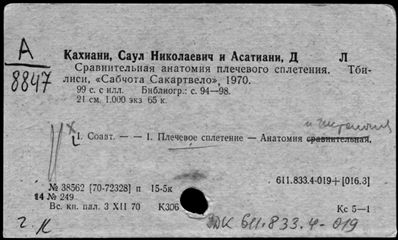 А
8847
Кахиани, Саул Николаевич и Асатиани, Д Л
Сравнительная анатомия плечевого сплетения. Тби-
лиси, «Сабчота Сакартвело», 1970.
99 с. с илл. Библиогр.: с. 94—98.
21 см. 1.000 экз 65 к.
1. Соавт. — — 1. Плечевое сплетение — Анатомия сравнительная.
№ 38562 [70-72328] п 15-5к 611.833.4-019+[016.3]
14 № 249
Вс. кн. пал. 3 XII 70 К306 Кс 5—1
УДК 611.833.4-019